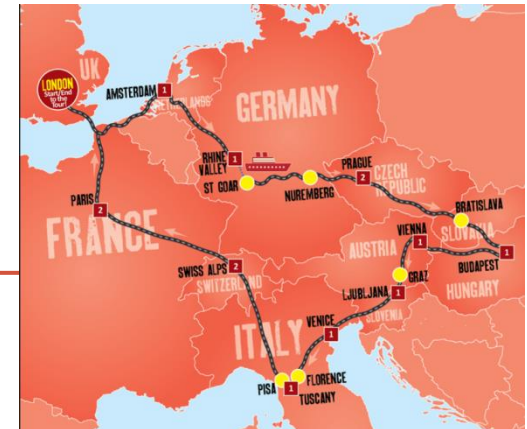 UK
LONDON
Start/End
to the
Tour!
AMSTERDAM
1
NETHERLANDS
GERMANY
RHINE
VALLEY
1
ST GOAR
NUREMBERG
PRAGUE
2
CZECH
REPUBLIC
BRATISLAVA
SLOVAKIA
PARIS
2
FRANCE
VIENNA
1
AUSTRIA
BUDAPEST
1
HUNGARY
GRAZ
SWISS ALPS
2
SWITZERLAND
LJUBLJANA
1
SLOVENIA
ITALY
VENICE
1
PISA
1
FLORENCE
TUSCANY